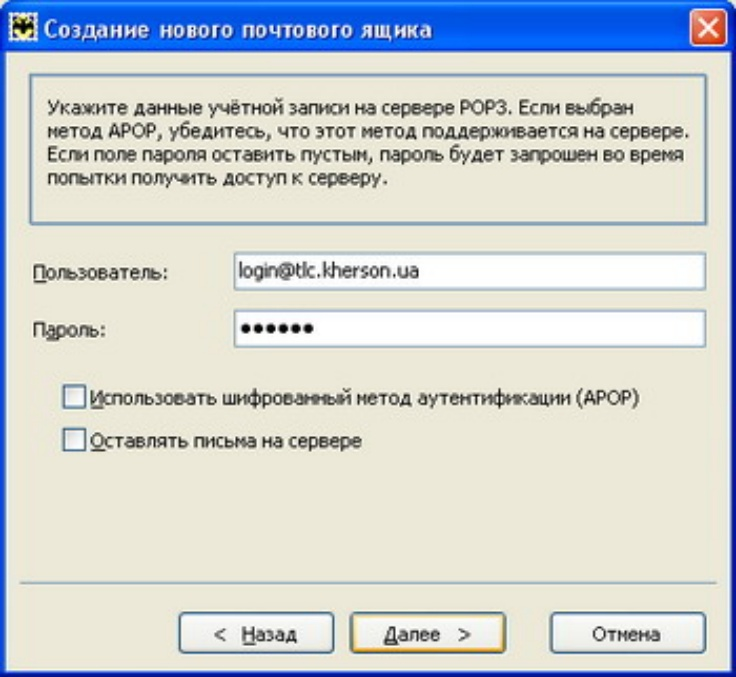 Создание нового почтового ящика
Укажите данные учётной записи на сервере POP3. Если выбран
метод APOP, убедитесь, что этот метод поддерживается на сервере.
Если поле пароля оставить пустым, пароль будет запрошен во время
попытки получить доступ к серверу.
Пользователь: login@tlc.kherson.ua
Пароль: ●●●●●●
Использовать шифрованный метод аутентификации (APOP)
Оставлять письма на сервере
< Назад Далее > Отмена